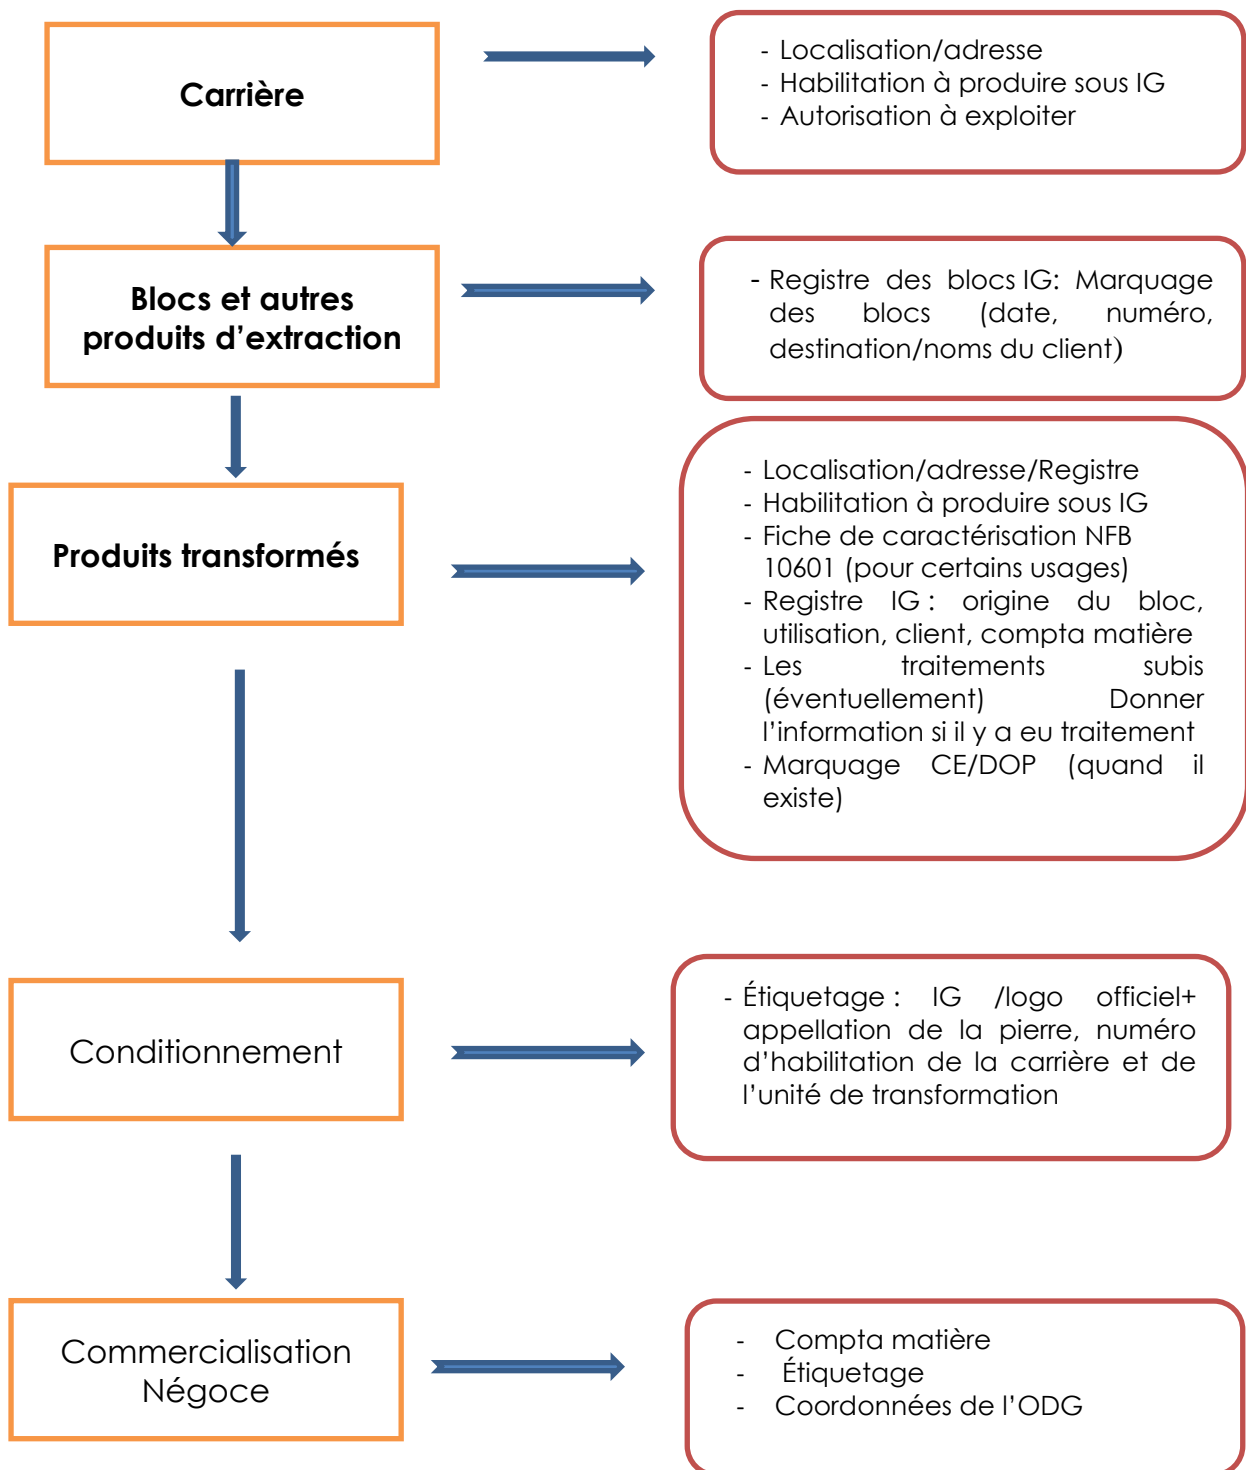 Carrière
- Localisation/adresse
- Habilitation à produire sous IG
- Autorisation à exploiter
Blocs et autres
produits d’extraction
- Registre des blocs IG: Marquage
des blocs (date, numéro,
destination/noms du client)
Produits transformés
- Localisation/adresse/Registre
- Habilitation à produire sous IG
- Fiche de caractérisation NFB
10601 (pour certains usages)
- Registre IG : origine du bloc,
utilisation, client, compta matière
- Les traitements subis
(éventuellement) Donner
l’information si il y a eu traitement
- Marquage CE/DOP (quand il
existe)
Conditionnement
- Étiquetage : IG /logo officiel+
appellation de la pierre, numéro
d’habilitation de la carrière et de
l’unité de transformation
Commercialisation
Négoce
- Compta matière
- Étiquetage
- Coordonnées de l’ODG